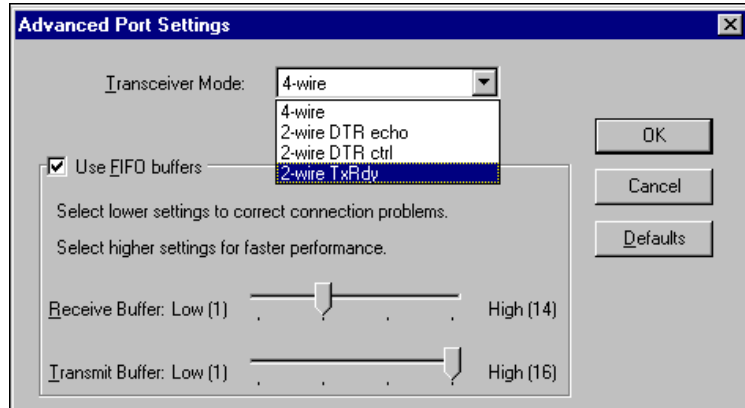 Advanced Port Settings
Transceiver Mode: 4-wire
4-wire
2-wire DTR echo
2-wire DTR ctrl
2-wire TxRdy
OK
Cancel
Defaults
Use FIFO buffers
Select lower settings to correct connection problems.
Select higher settings for faster performance.
Receive Buffer: Low (1) High (14)
Transmit Buffer: Low (1) High (16)